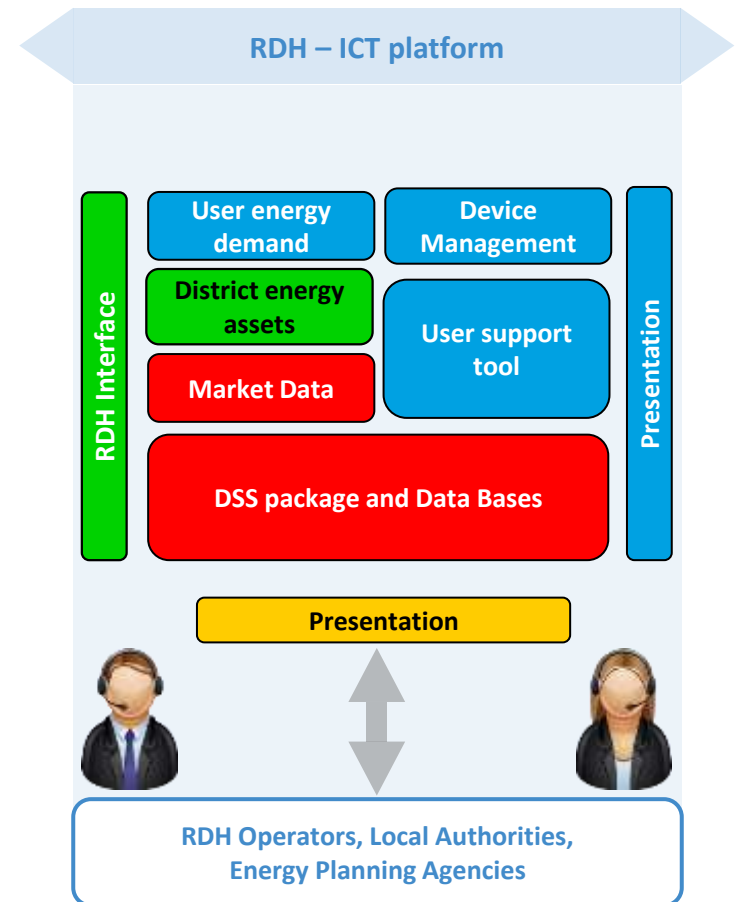 RDH – ICT platform
RDH Interface
User energy
demand
Device
Management
District energy
assets
User support
tool
Market Data
Presentation
DSS package and Data Bases
Presentation
RDH Operators, Local Authorities,
Energy Planning Agencies